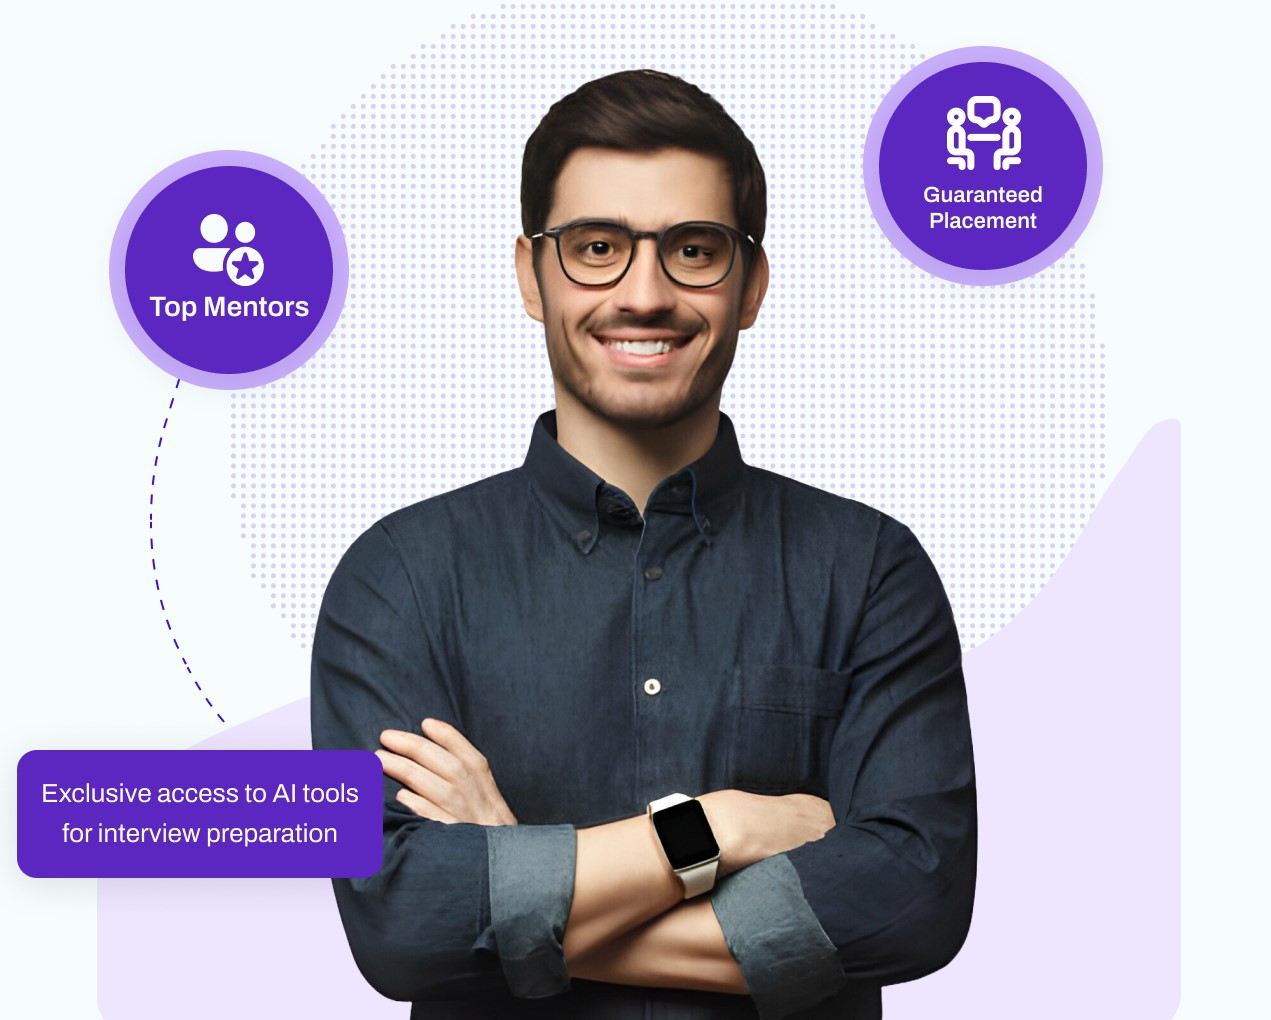 Guaranteed
Placement
Top Mentors
Exclusive access to AI tools
for interview preparation